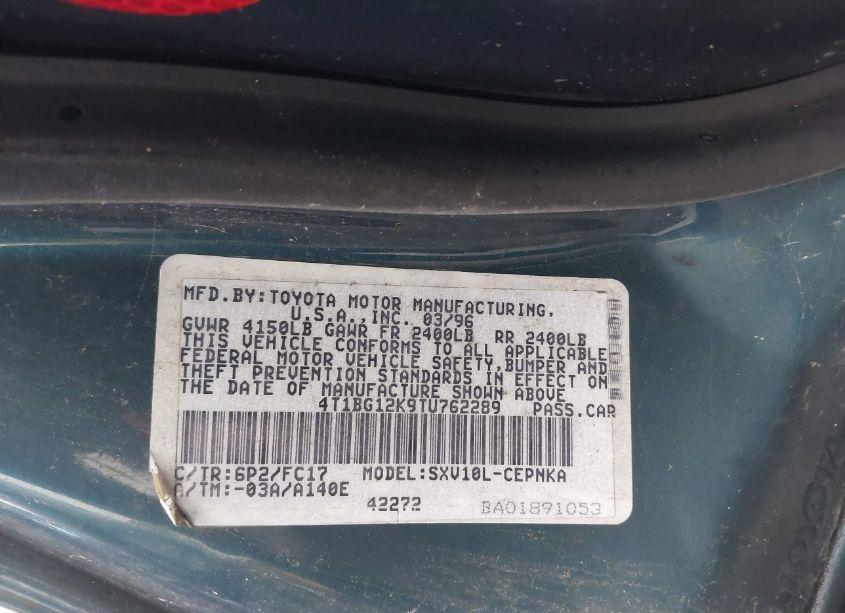 MFD.BY:TOYOTA MOTOR MANUFACTURING,
U.S.A.,INC. 03/96
GVWR 4150LB GAWR FR 2400LB RR 2400LB
THIS VEHICLE CONFORMS TO ALL APPLICABLE
FEDERAL MOTOR VEHICLE SAFETY,BUMPER AND
THEFT PREVENTION STANDARDS IN EFFECT ON
THE DATE OF MANUFACTURE SHOWN ABOVE
4T1BG12K9TU762289 PASS.CAR
C/TR:6P2/FC17 MODEL:SXV10L-CEPNKA
A/TM:-03A/A140E
42272 BA01891053